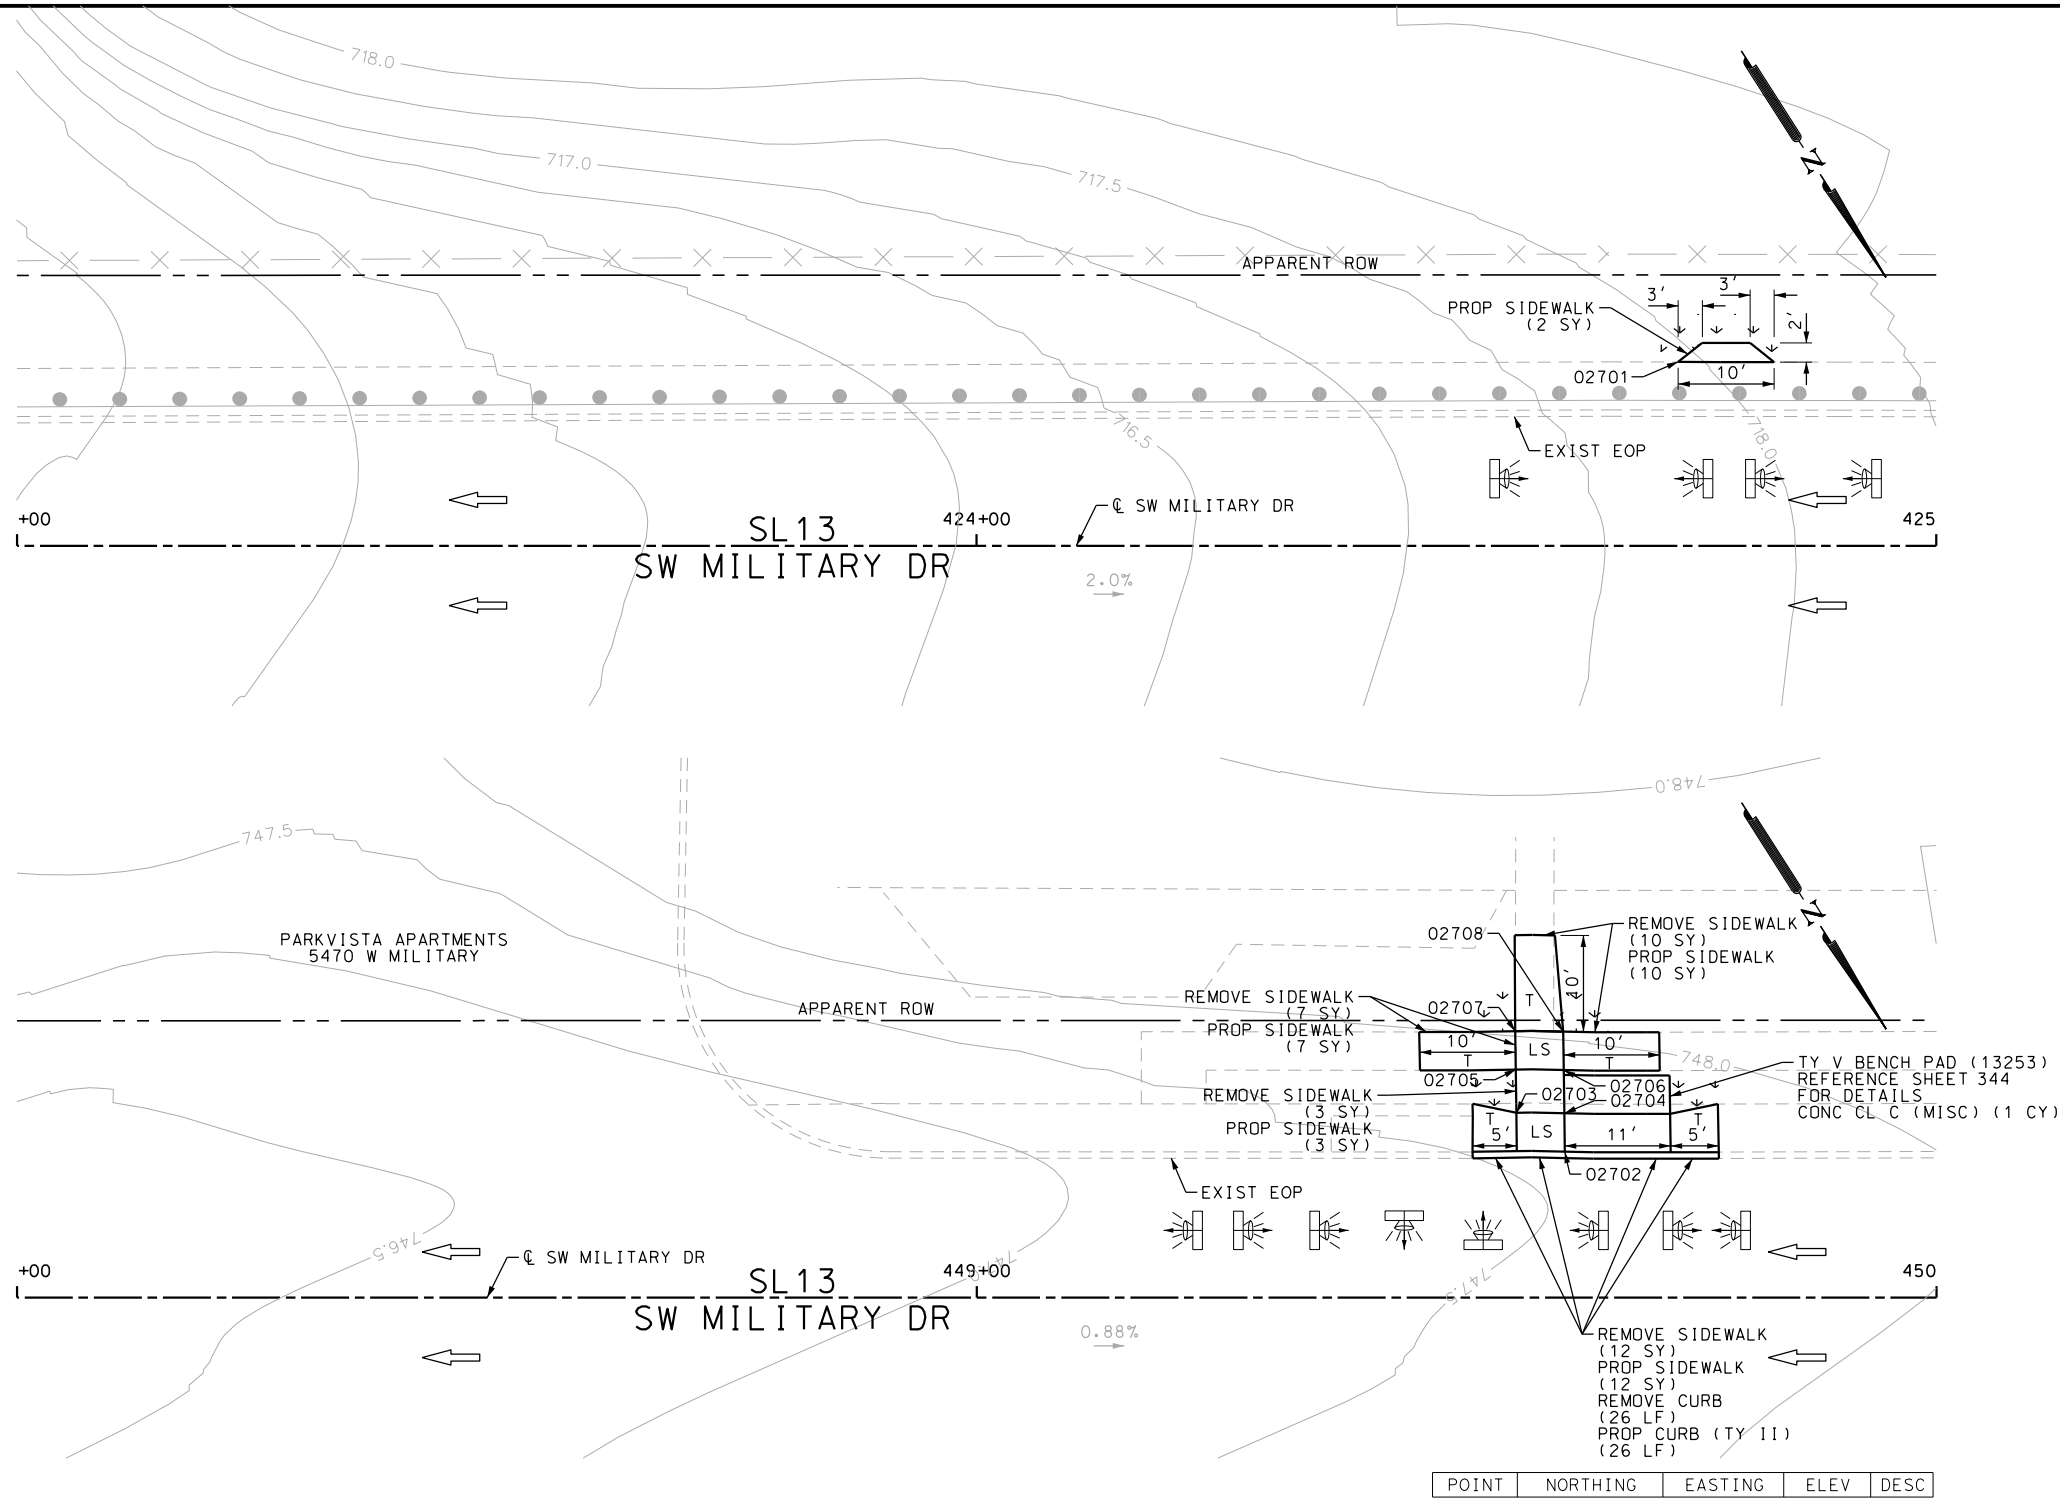 718.0
717.0
717.5
N
APPARENT ROW
3'
3'
PROP SIDEWALK
(2 SY)
2'
02701
10'
716.5
718.0
EXIST EOP
℄ SW MILITARY DR
+00
SL13
424+00
425
SW MILITARY DR
2.0%
748.0
747.5
N
PARKVISTA APARTMENTS
5470 W MILITARY
02708
REMOVE SIDEWALK
(10 SY)
PROP SIDEWALK
(10 SY)
10'
T
APPARENT ROW
REMOVE SIDEWALK
(7 SY)
PROP SIDEWALK
(7 SY)
02707
10'
T
LS
10'
T
748.0
02705
02706
TY V BENCH PAD (13253)
REFERENCE SHEET 344
FOR DETAILS
CONC CL C (MISC) (1 CY)
REMOVE SIDEWALK
(3 SY)
PROP SIDEWALK
(3 SY)
02703
02704
T
5'
LS
11'
T
5'
02702
EXIST EOP
746.5
℄ SW MILITARY DR
747.5
+00
SL13
449+00
450
SW MILITARY DR
0.88%
REMOVE SIDEWALK
(12 SY)
PROP SIDEWALK
(12 SY)
REMOVE CURB
(26 LF)
PROP CURB (TY II)
(26 LF)
POINT NORTHING EASTING ELEV DESC